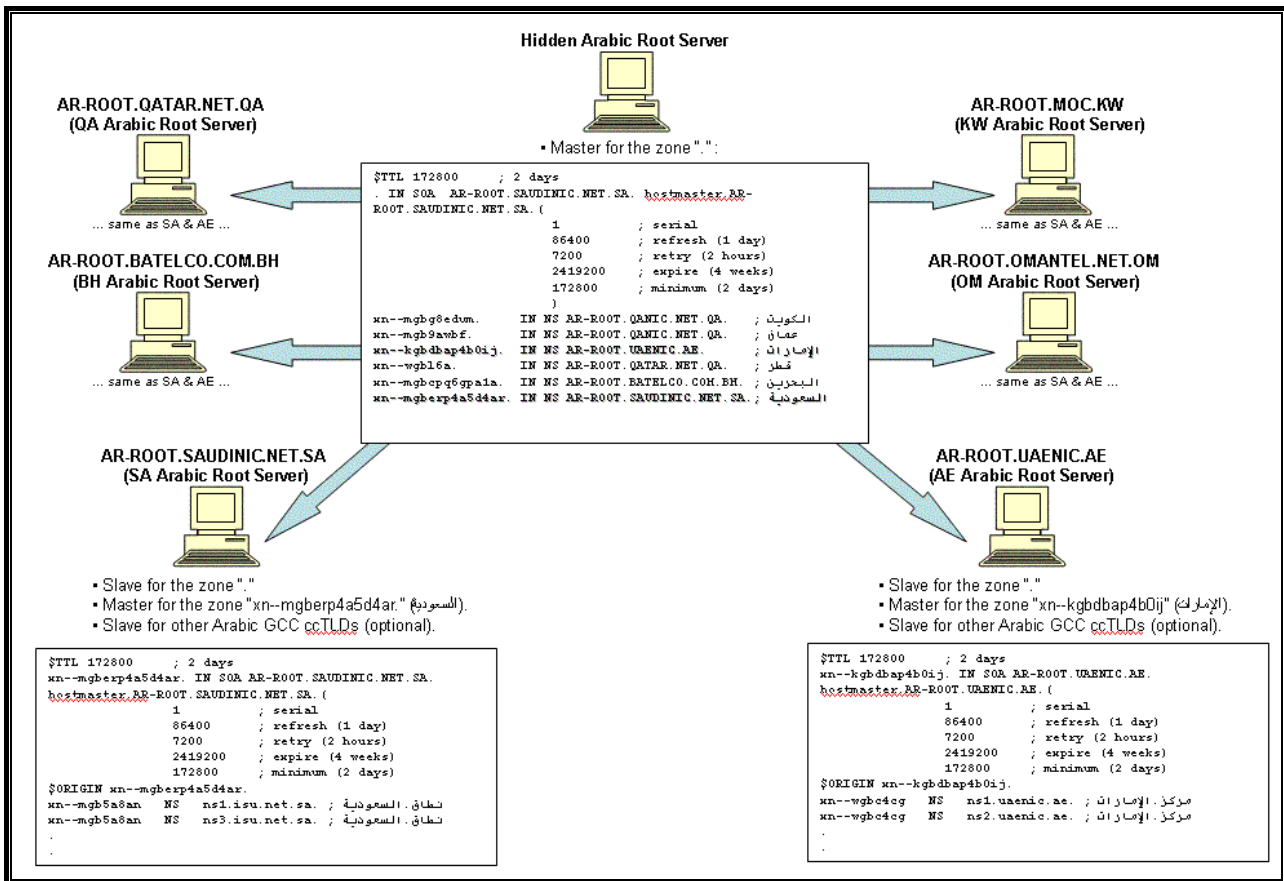 Hidden Arabic Root Server
AR-ROOT.QATAR.NET.QA
(QA Arabic Root Server)
... same as SA & AE ...
AR-ROOT.MOC.KW
(KW Arabic Root Server)
... same as SA & AE ...
AR-ROOT.BATELCO.COM.BH
(BH Arabic Root Server)
... same as SA & AE ...
AR-ROOT.OMANTEL.NET.OM
(OM Arabic Root Server)
... same as SA & AE ...
▪ Master for the zone "." :
$TTL 172800 ; 2 days
. IN SOA AR-ROOT.SAUDINIC.NET.SA. hostmaster.AR-
ROOT.SAUDINIC.NET.SA. (
1 ; serial
86400 ; refresh (1 day)
7200 ; retry (2 hours)
2419200 ; expire (4 weeks)
172800 ; minimum (2 days)
)
xn--mgbg8edvm. IN NS AR-ROOT.QANIC.NET.QA. ; الكويت
xn--mgb9awbf. IN NS AR-ROOT.QANIC.NET.QA. ; عمان
xn--kgbdbap4b0ij. IN NS AR-ROOT.UAENIC.AE. ; الإمارات
xn--wgbl6a. IN NS AR-ROOT.QATAR.NET.QA. ; قطر
xn--mgbcpq6gpa1a. IN NS AR-ROOT.BATELCO.COM.BH. ; البحرين
xn--mgberp4a5d4ar. IN NS AR-ROOT.SAUDINIC.NET.SA. ; السعودية
AR-ROOT.SAUDINIC.NET.SA
(SA Arabic Root Server)
▪ Slave for the zone "."
▪ Master for the zone "xn--mgberp4a5d4ar." (السعودية).
▪ Slave for other Arabic GCC ccTLDs (optional).
$TTL 172800 ; 2 days
xn--mgberp4a5d4ar. IN SOA AR-ROOT.SAUDINIC.NET.SA.
hostmaster.AR-ROOT.SAUDINIC.NET.SA. (
1 ; serial
86400 ; refresh (1 day)
7200 ; retry (2 hours)
2419200 ; expire (4 weeks)
172800 ; minimum (2 days)
$ORIGIN xn--mgberp4a5d4ar.
xn--mgb5a8an NS ns1.isu.net.sa. ; نطاق.السعودية
xn--mgb5a8an NS ns3.isu.net.sa. ; نطاق.السعودية
.
.
AR-ROOT.UAENIC.AE
(AE Arabic Root Server)
▪ Slave for the zone "."
▪ Master for the zone "xn--kgbdbap4b0ij" (الإمارات).
▪ Slave for other Arabic GCC ccTLDs (optional).
$TTL 172800 ; 2 days
xn--kgbdbap4b0ij. IN SOA AR-ROOT.UAENIC.AE.
hostmaster.AR-ROOT.UAENIC.AE. (
1 ; serial
86400 ; refresh (1 day)
7200 ; retry (2 hours)
2419200 ; expire (4 weeks)
172800 ; minimum (2 days)
$ORIGIN xn--kgbdbap4b0ij.
xn--wgbc4cg NS ns1.uaenic.ae. ; مركز.الإمارات
xn--wgbc4cg NS ns2.uaenic.ae. ; مركز.الإمارات
.
.